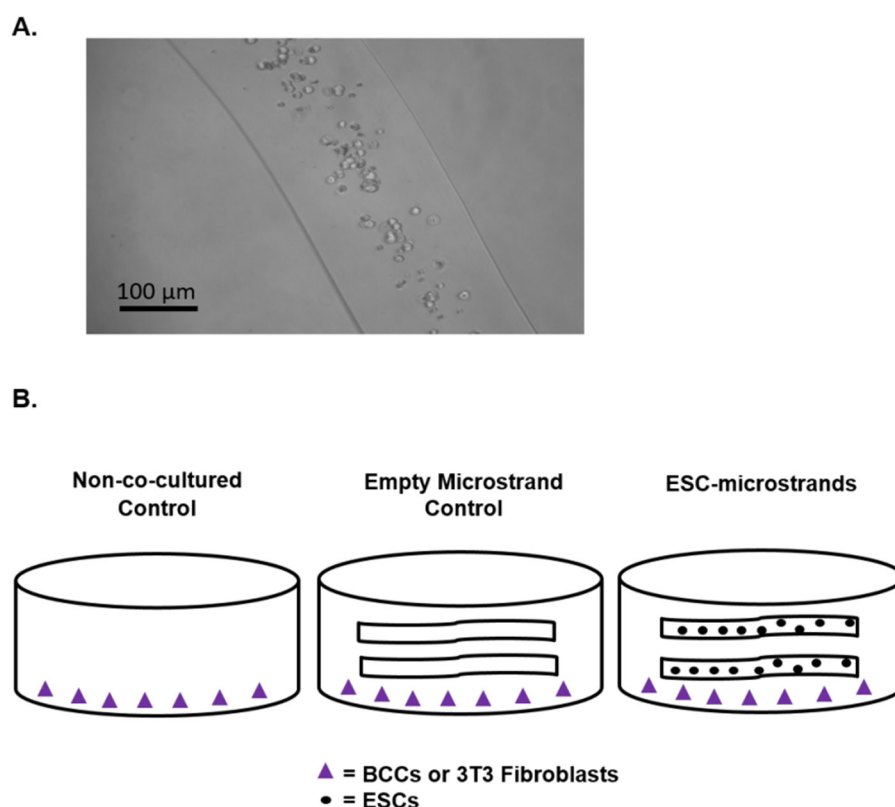 A.
100 μm
B.
Non-co-cultured
Control
Empty Microstrand
Control
ESC-microstrands
= BCCs or 3T3 Fibroblasts
= ESCs